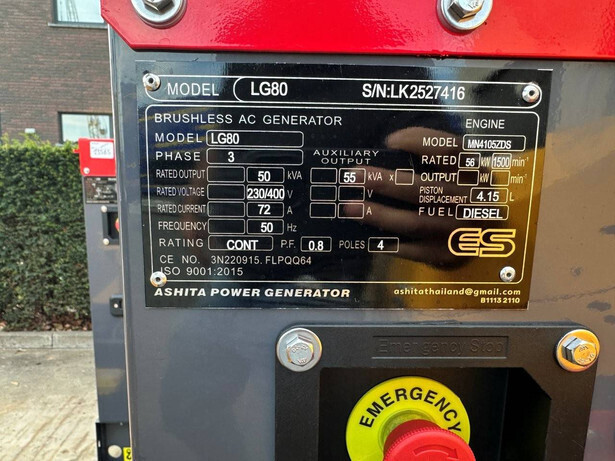 MODEL LG80 S/N:LK2527416
BRUSHLESS AC GENERATOR ENGINE
MODEL LG80 MODEL MN4105ZDS
PHASE 3 AUXILIARY OUTPUT RATED 56 kW 1500 min⁻¹
RATED OUTPUT 50 kVA 55 kVA x OUTPUT kW min⁻¹
RATED VOLTAGE 230/400 V V PISTON DISPLACEMENT 4.15 L
RATED CURRENT 72 A A FUEL DIESEL
FREQUENCY 50 Hz
RATING CONT P.F. 0.8 POLES 4 ES
CE NO. 3N220915. FLPQQ64
ISO 9001:2015
ASHITA POWER GENERATOR ashitathailand@gmail.com
B1113 2110
Emergency Stop
EMERGENCY